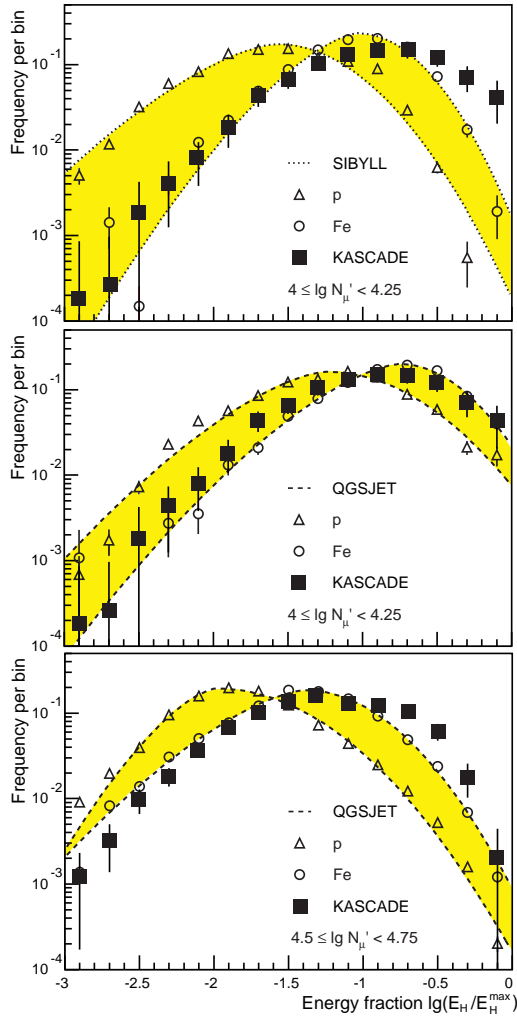 Frequency per bin
10^-1
10^-2
10^-3
10^-4
SIBYLL
p
Fe
KASCADE
4 ≤ lg N_μ' < 4.25
Frequency per bin
10^-1
10^-2
10^-3
10^-4
QGSJET
p
Fe
KASCADE
4 ≤ lg N_μ' < 4.25
Frequency per bin
10^-1
10^-2
10^-3
10^-4
QGSJET
p
Fe
KASCADE
4.5 ≤ lg N_μ' < 4.75
-3 -2.5 -2 -1.5 -1 -0.5 0
Energy fraction lg(E_H/E_H^max)